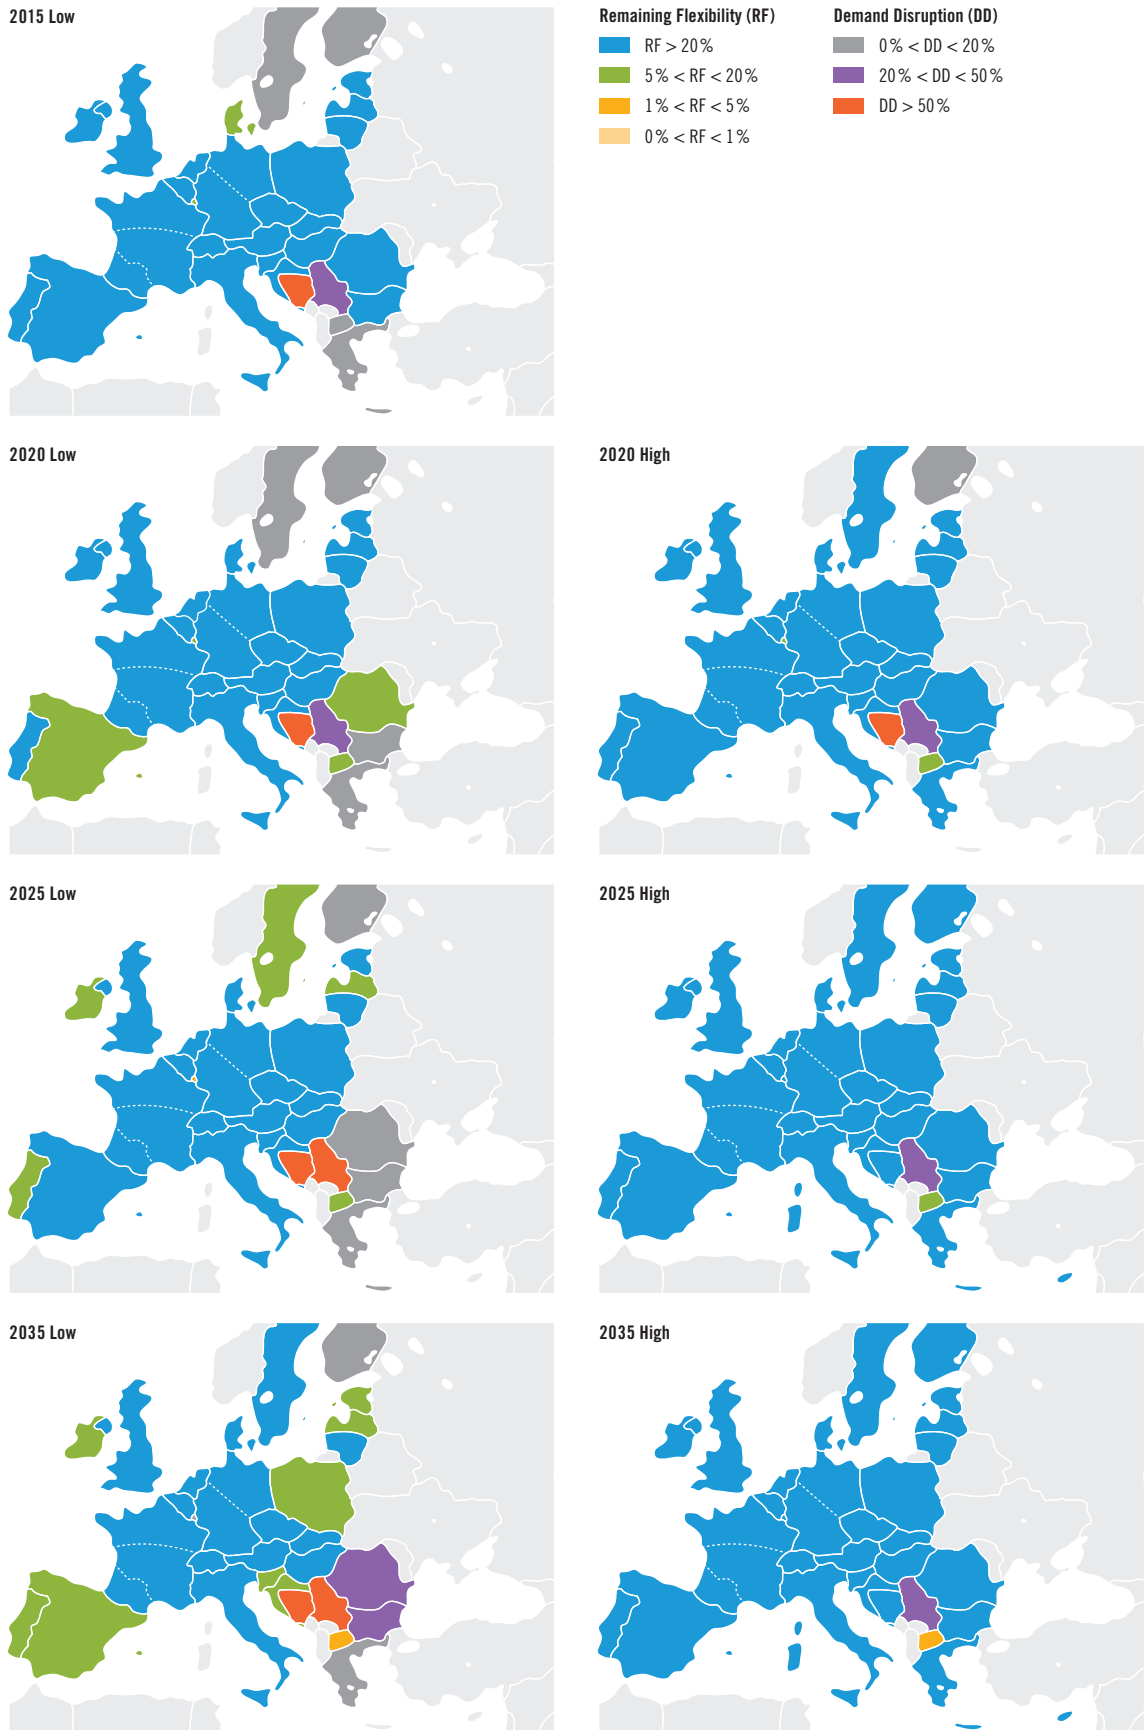 2015 Low
Remaining Flexibility (RF)
RF > 20 %
5 % < RF < 20 %
1 % < RF < 5 %
0 % < RF < 1 %
Demand Disruption (DD)
0 % < DD < 20 %
20 % < DD < 50 %
DD > 50 %
2020 Low
2020 High
2025 Low
2025 High
2035 Low
2035 High